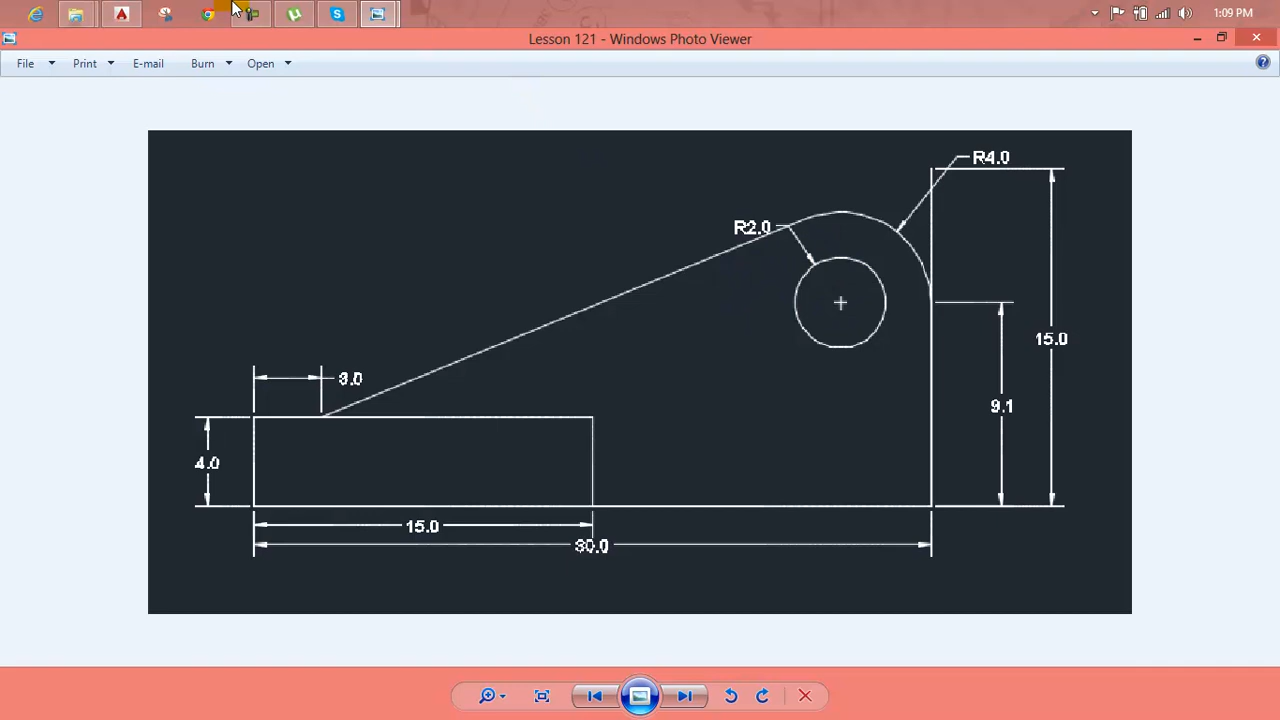 1:09 PM
Lesson 121 - Windows Photo Viewer
File Print E-mail Burn Open
R4.0
R2.0
15.0
3.0
9.1
4.0
15.0
30.0